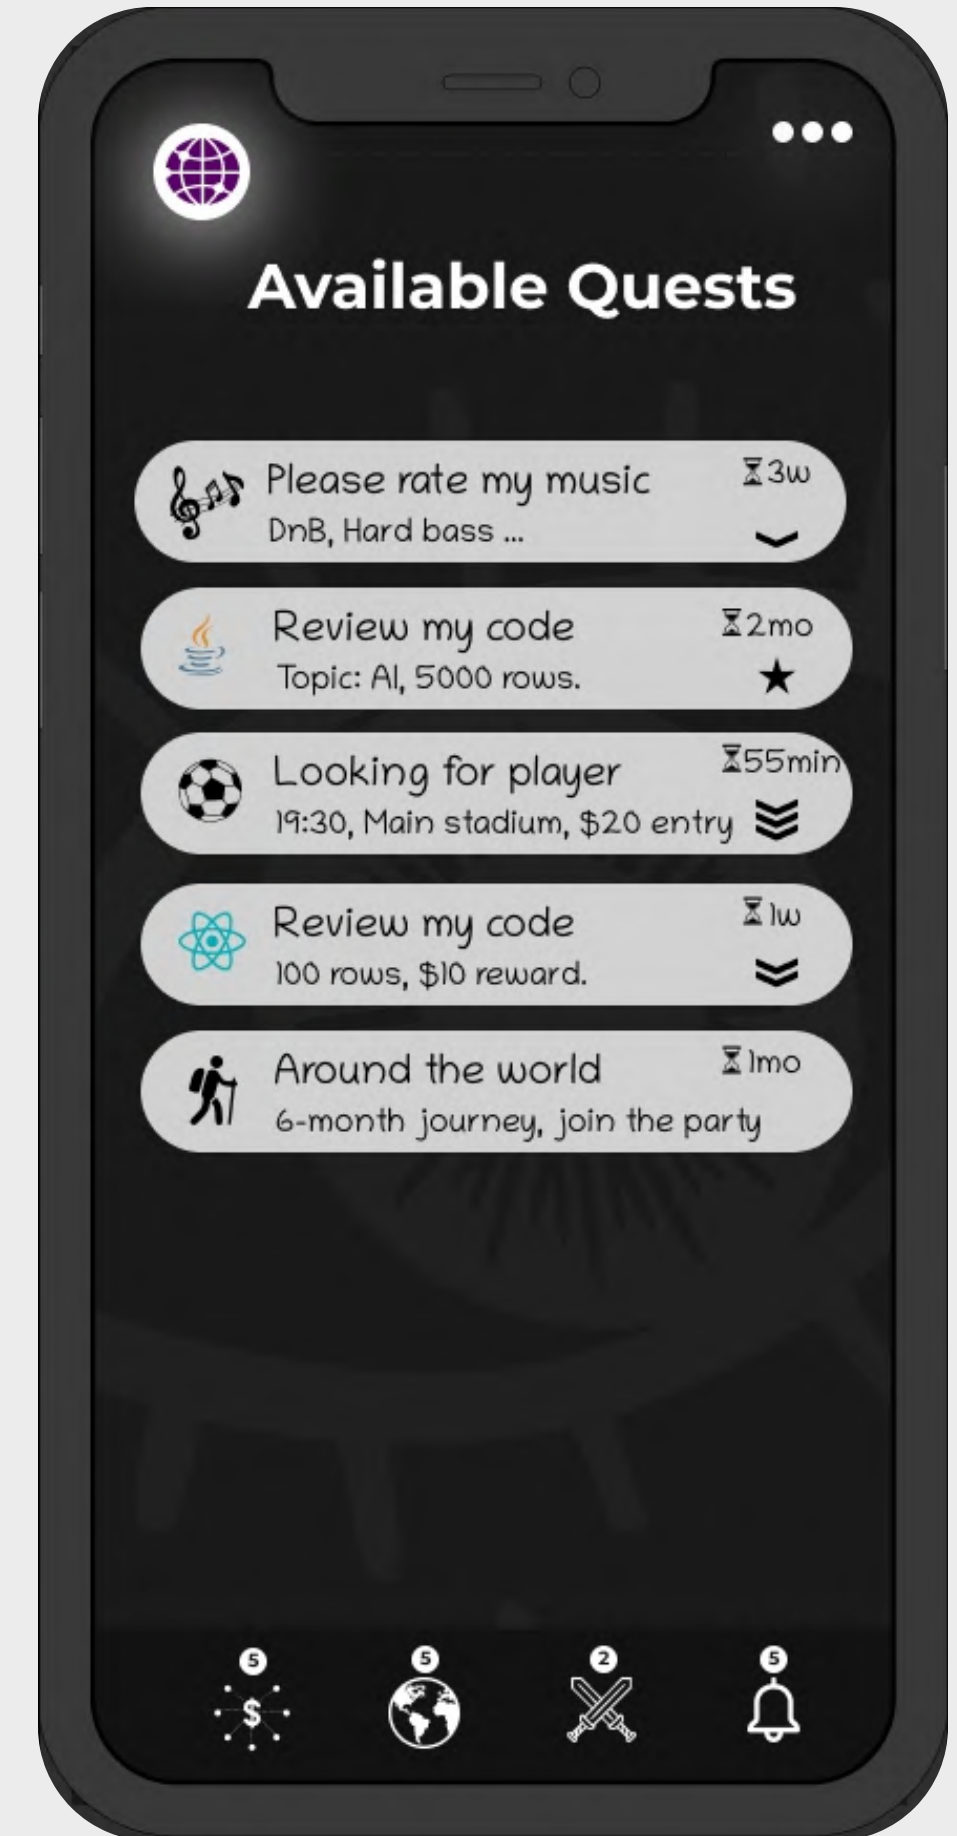 Available Quests
Please rate my music
3w
DnB, Hard bass ...
Review my code
2mo
Topic: AI, 5000 rows.
Looking for player
55min
19:30, Main stadium, $20 entry
Review my code
1w
100 rows, $10 reward.
Around the world
1mo
6-month journey, join the party
5
5
2
5
$